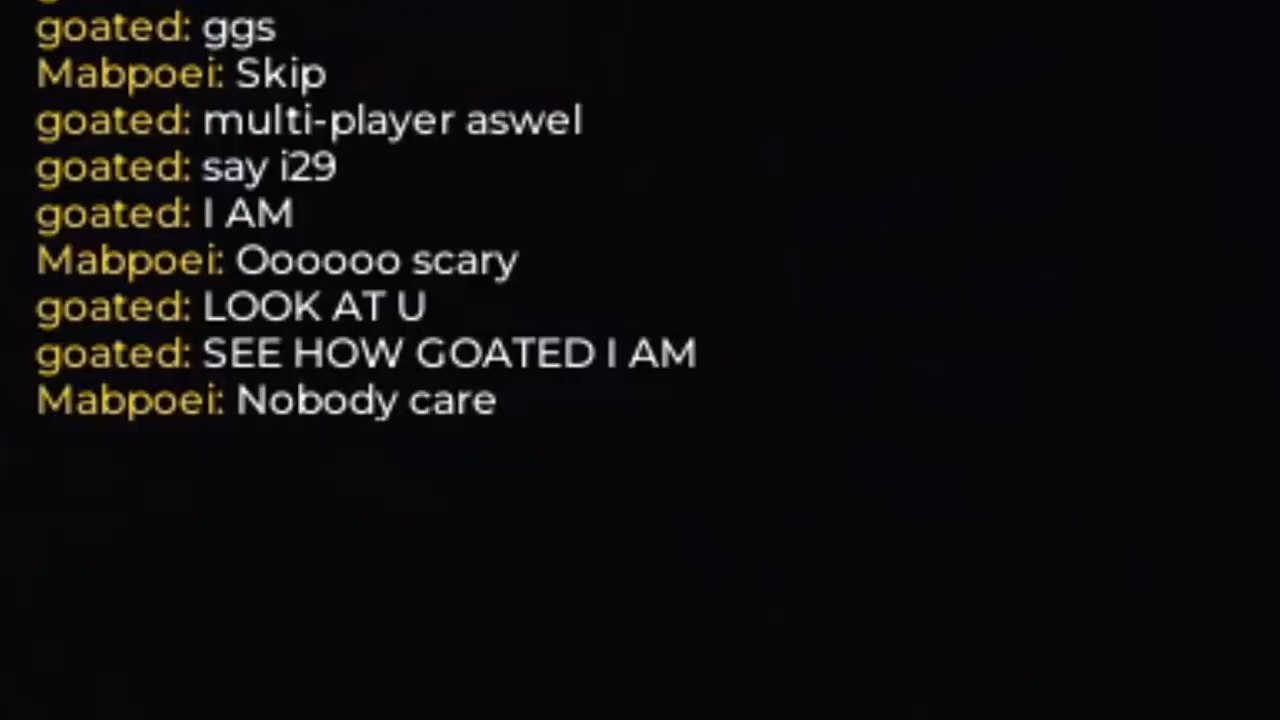 goated: ggs
Mabpoei: Skip
goated: multi-player aswel
goated: say i29
goated: I AM
Mabpoei: Oooooo scary
goated: LOOK AT U
goated: SEE HOW GOATED I AM
Mabpoei: Nobody care